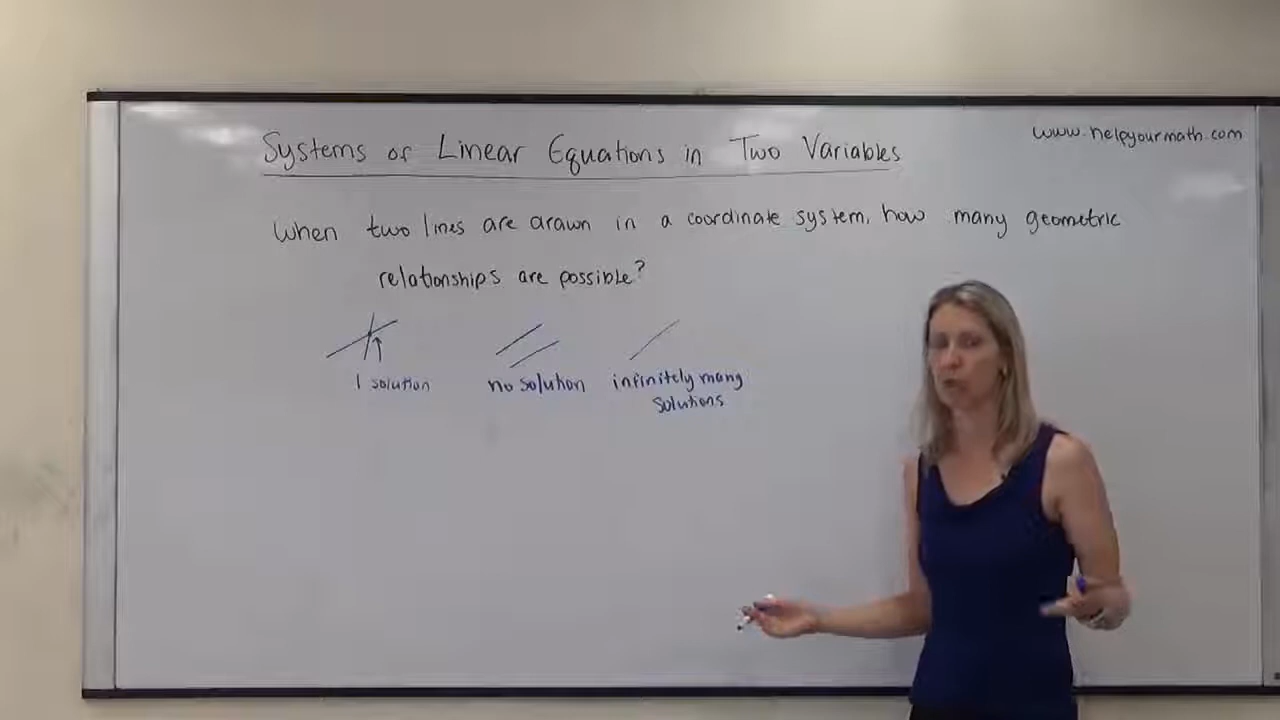 www.helpyourmath.com
Systems of Linear Equations in Two Variables
When two lines are drawn in a coordinate system, how many geometric
relationships are possible?
1 solution
no solution
infinitely many
solutions